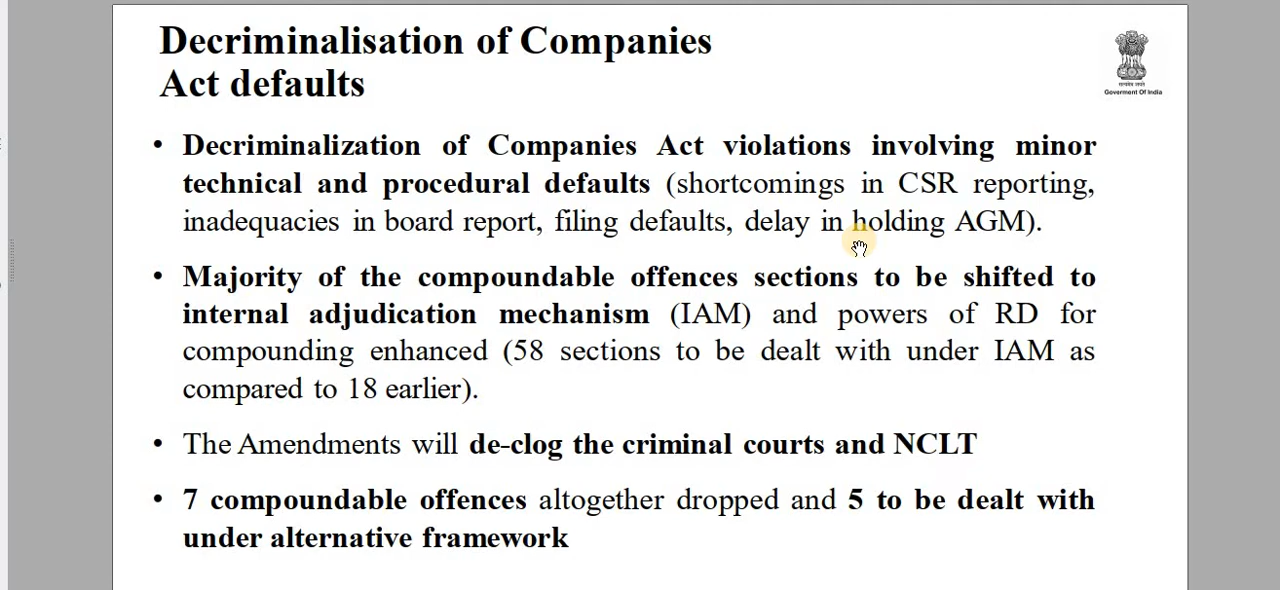 Decriminalisation of Companies
Act defaults
सत्यमेव जयते
Goverment Of India
• Decriminalization of Companies Act violations involving minor
technical and procedural defaults (shortcomings in CSR reporting,
inadequacies in board report, filing defaults, delay in holding AGM).
• Majority of the compoundable offences sections to be shifted to
internal adjudication mechanism (IAM) and powers of RD for
compounding enhanced (58 sections to be dealt with under IAM as
compared to 18 earlier).
• The Amendments will de-clog the criminal courts and NCLT
• 7 compoundable offences altogether dropped and 5 to be dealt with
under alternative framework